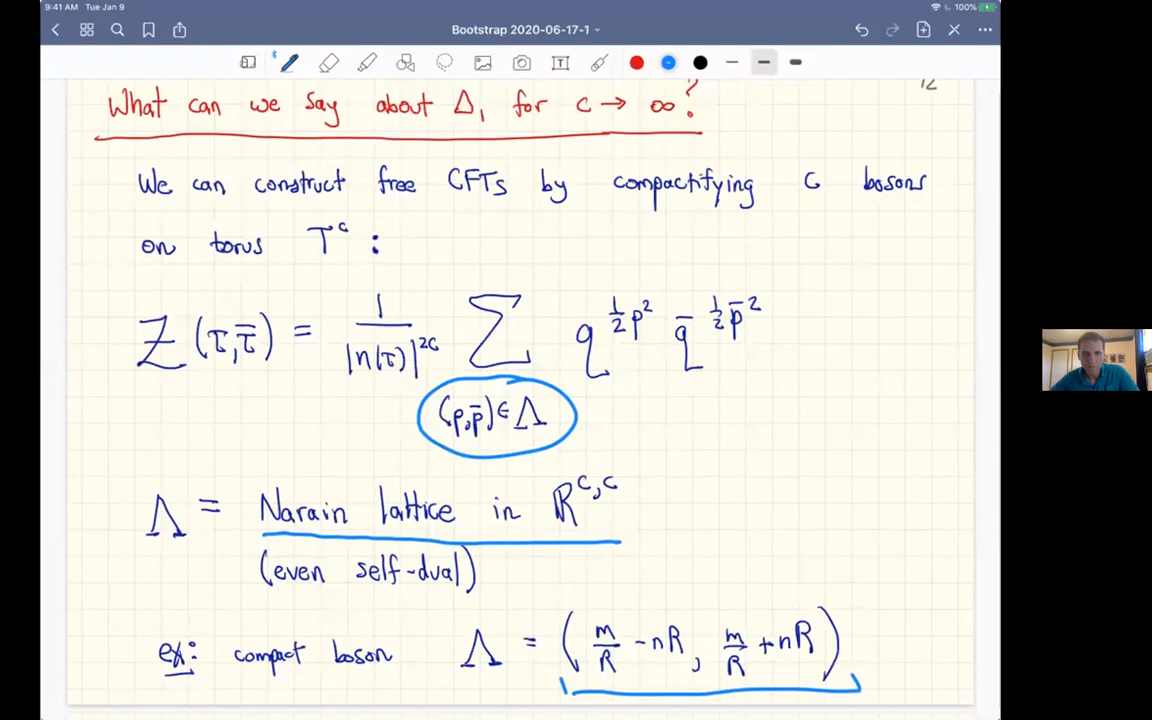 9:41 AM Tue Jan 9
100%
Bootstrap 2020-06-17-1
12
What can we say about Δ₁ for c → ∞?
We can construct free CFTs by compactifying c bosons
on torus T^c :
Z(τ,τ̄) = 1/|η(τ)|^{2c} Σ_{(p,p̄)∈Λ} q^{½p²} q̄^{½p̄²}
Λ = Narain lattice in ℝ^{c,c}
(even self-dual)
ex: compact boson Λ = (m/R - nR, m/R + nR)